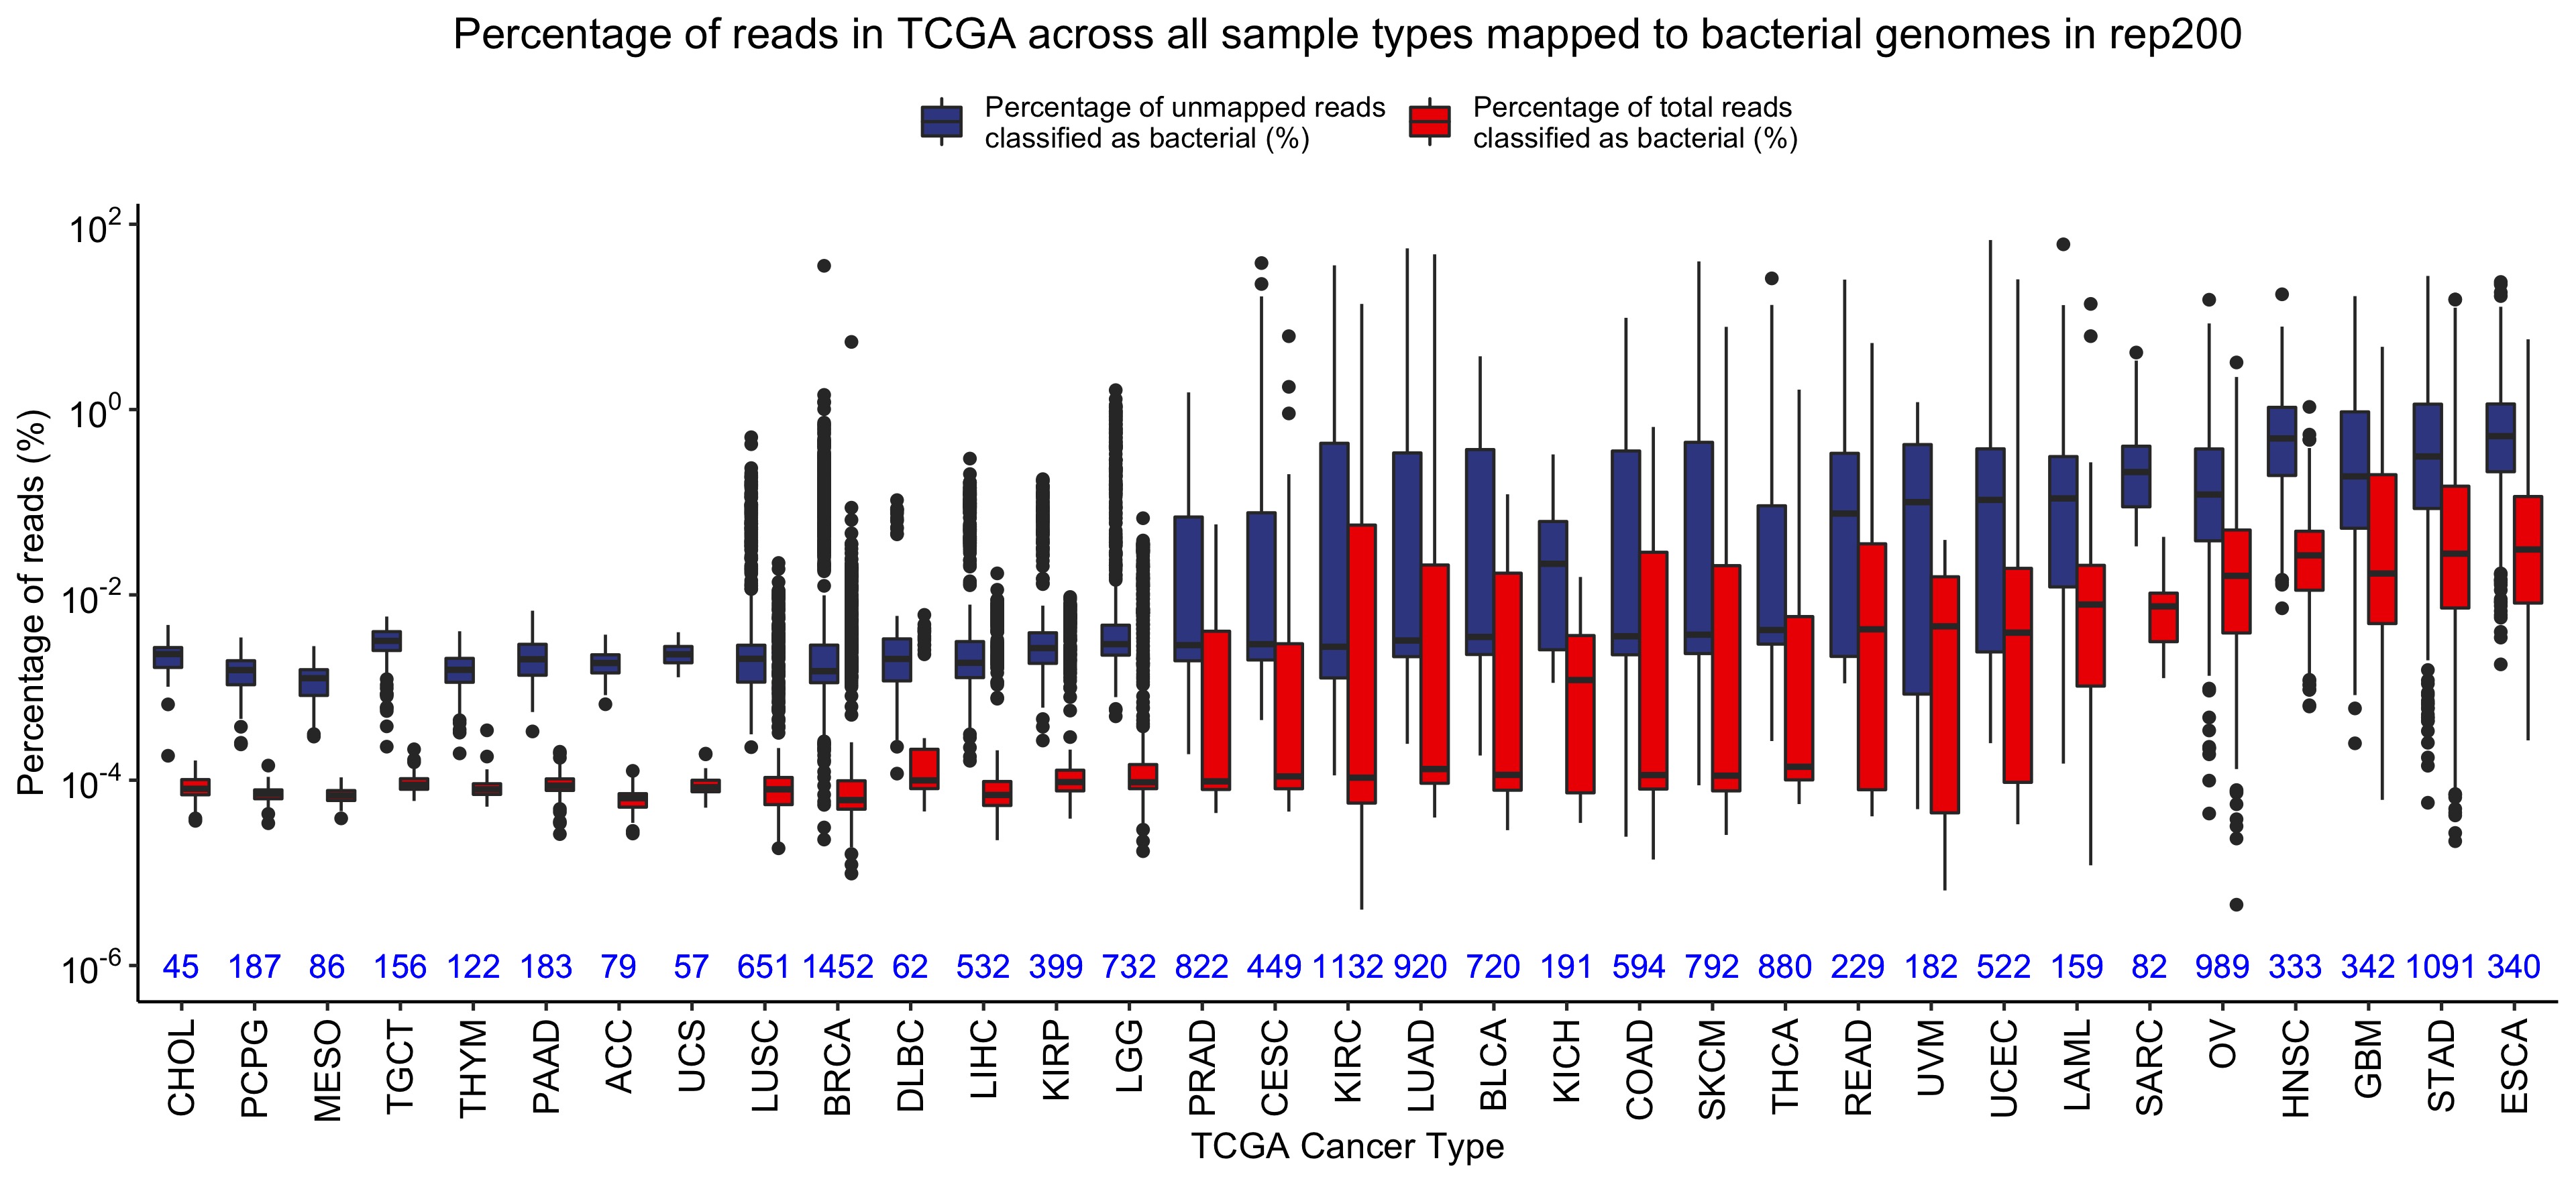 Percentage of reads in TCGA across all sample types mapped to bacterial genomes in rep200
Percentage of unmapped reads
classified as bacterial (%)
Percentage of total reads
classified as bacterial (%)
Percentage of reads (%)
10²
10⁰
10⁻²
10⁻⁴
10⁻⁶
45 187 86 156 122 183 79 57 651 1452 62 532 399 732 822 449 1132 920 720 191 594 792 880 229 182 522 159 82 989 333 342 1091 340
CHOL PCPG MESO TGCT THYM PAAD ACC UCS LUSC BRCA DLBC LIHC KIRP LGG PRAD CESC KIRC LUAD BLCA KICH COAD SKCM THCA READ UVM UCEC LAML SARC OV HNSC GBM STAD ESCA
TCGA Cancer Type